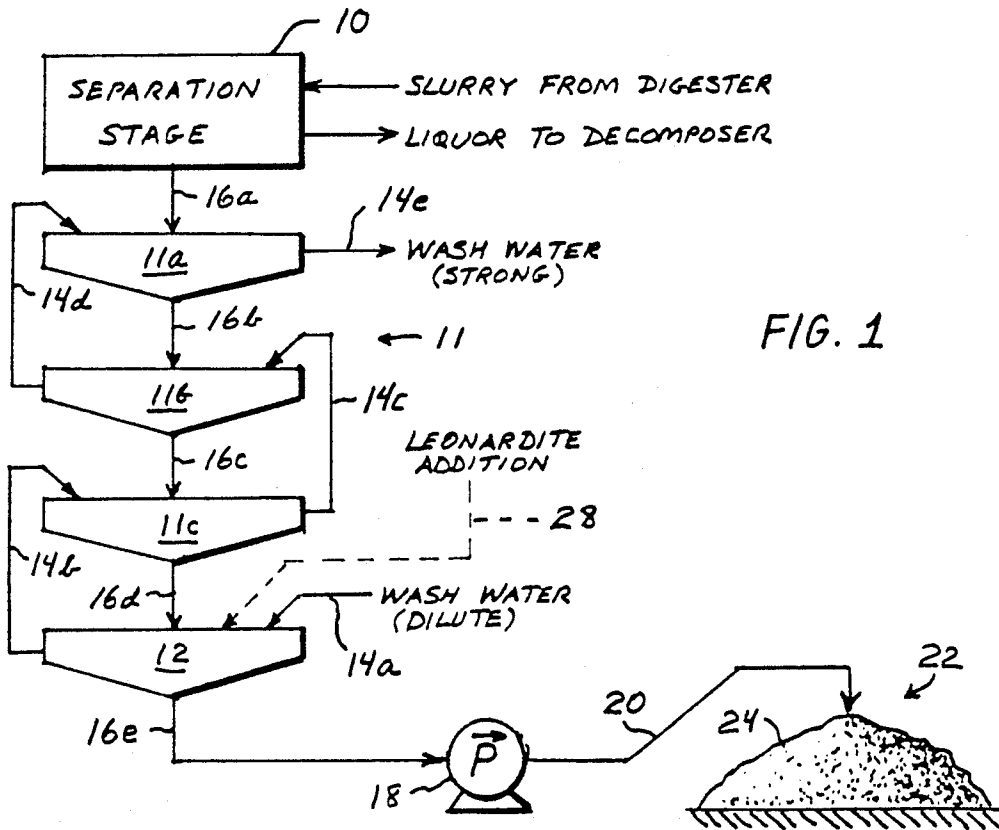 10
SEPARATION
STAGE
SLURRY FROM DIGESTER
LIQUOR TO DECOMPOSER
16a
14e
11a
WASH WATER
(STRONG)
14d
16b
11
FIG. 1
11b
14c
16c
LEONARDITE
ADDITION
11c
28
14b
16d
WASH WATER
(DILUTE)
12
14a
16e
20
22
24
P
18